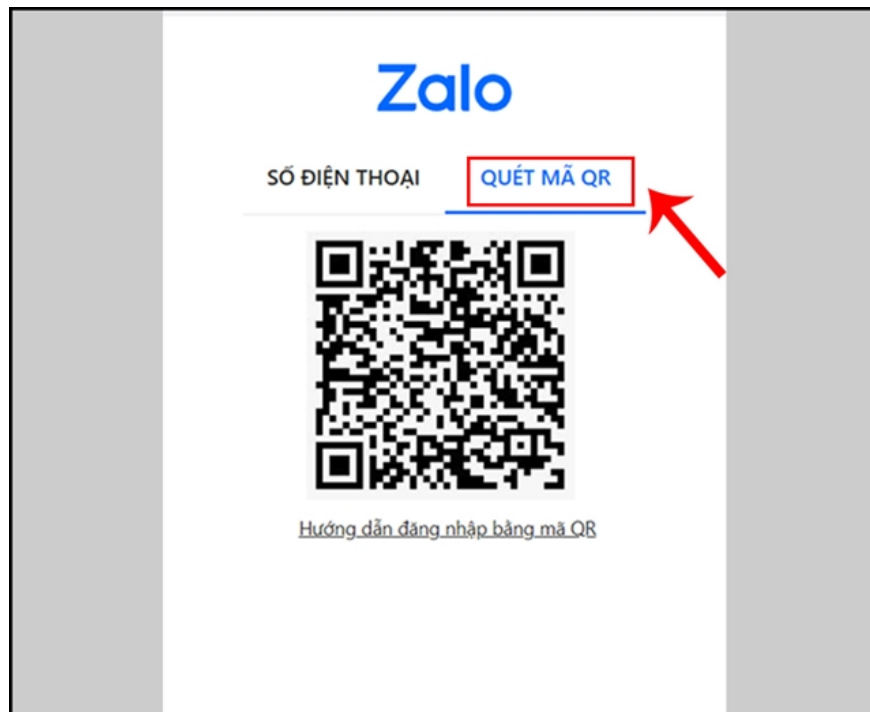 Zalo
SỐ ĐIỆN THOẠI QUÉT MÃ QR
Hướng dẫn đăng nhập bằng mã QR